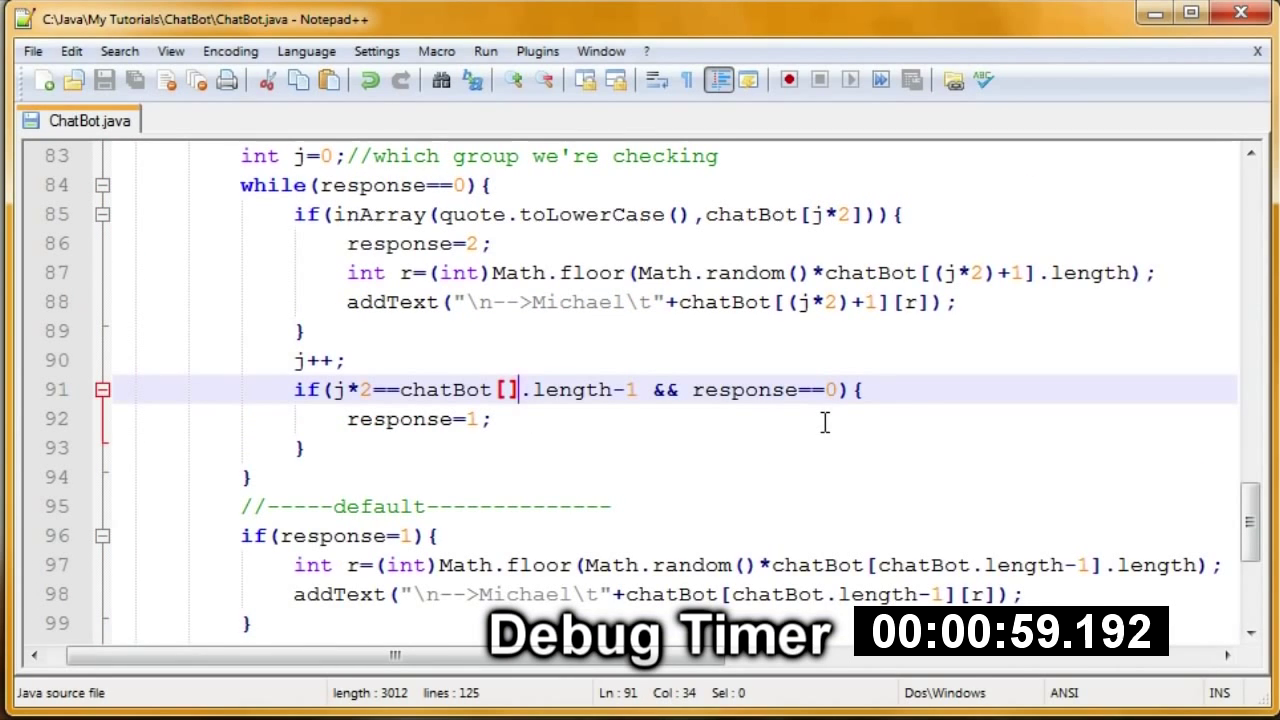 C:\Java\My Tutorials\ChatBot\ChatBot.java - Notepad++
File Edit Search View Encoding Language Settings Macro Run Plugins Window ? X
ChatBot.java
83 int j=0;//which group we're checking
84 while(response==0){
85 if(inArray(quote.toLowerCase(),chatBot[j*2])){
86 response=2;
87 int r=(int)Math.floor(Math.random()*chatBot[(j*2)+1].length);
88 addText("\n-->Michael\t"+chatBot[(j*2)+1][r]);
89 }
90 j++;
91 if(j*2==chatBot[].length-1 && response==0){
92 response=1;
93 }
94 }
95 //-----default--------------
96 if(response=1){
97 int r=(int)Math.floor(Math.random()*chatBot[chatBot.length-1].length);
98 addText("\n-->Michael\t"+chatBot[chatBot.length-1][r]);
99 }
Debug Timer 00:00:59.192
Java source file length : 3012 lines : 125 Ln : 91 Col : 34 Sel : 0 Dos\Windows ANSI INS